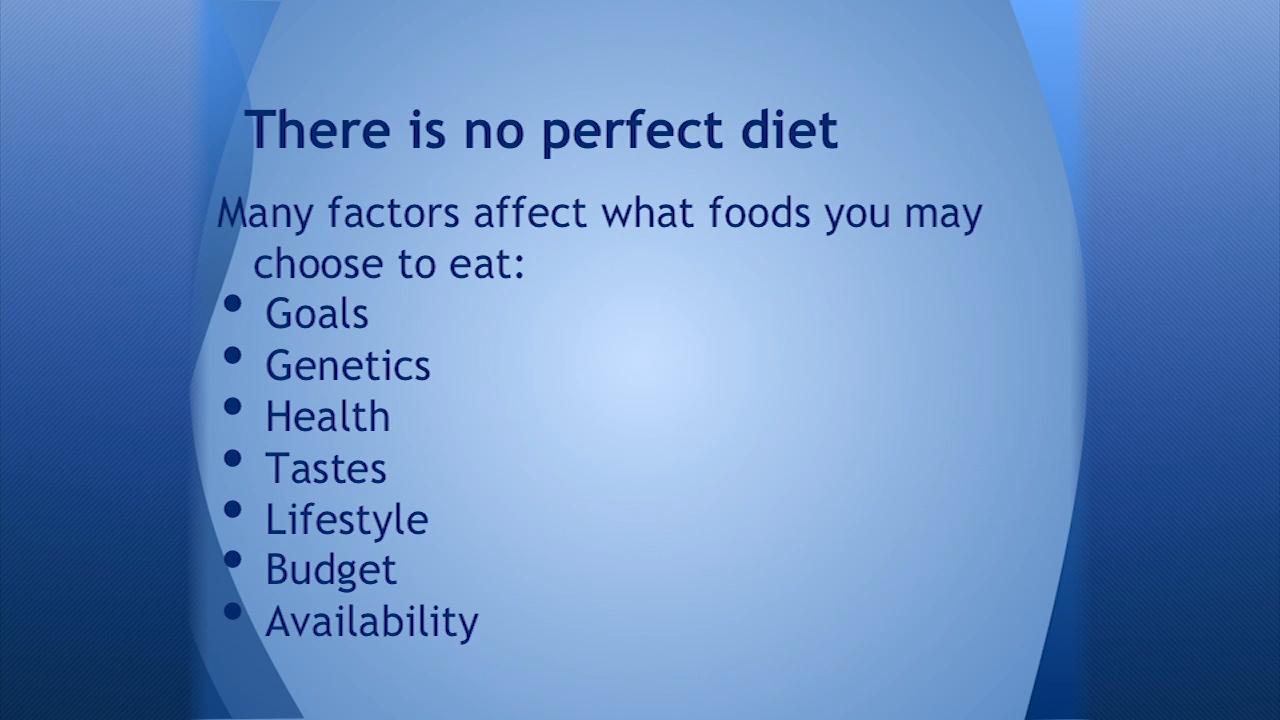 There is no perfect diet
Many factors affect what foods you may
choose to eat:
• Goals
• Genetics
• Health
• Tastes
• Lifestyle
• Budget
• Availability